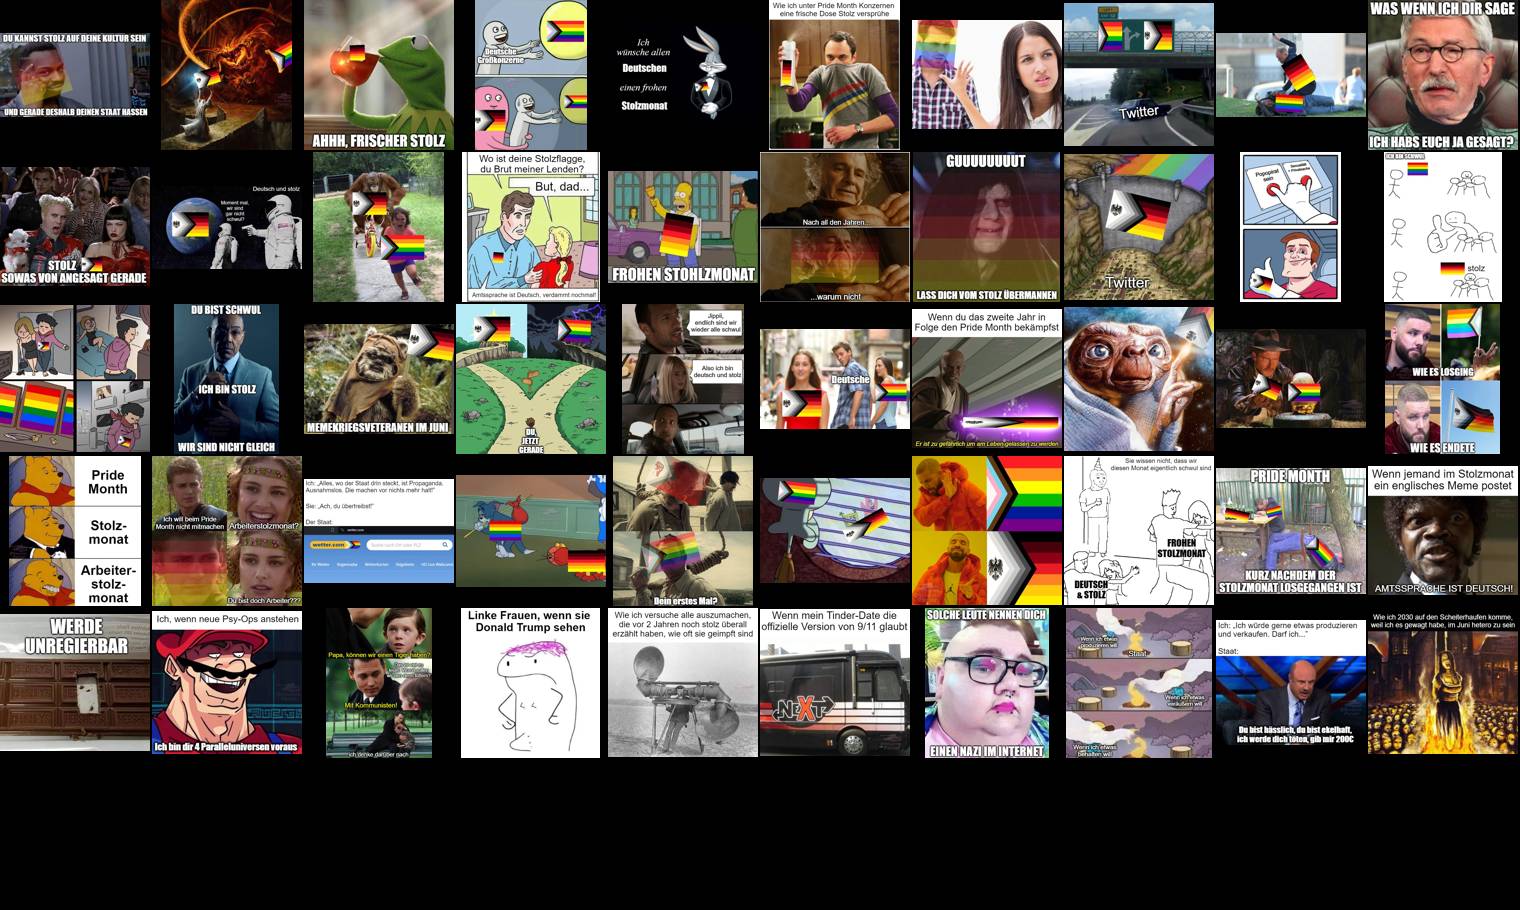 DU KANNST STOLZ AUF DEINE KULTUR SEIN
UND GERADE DESHALB DEINEN STAAT HASSEN
AHHH, FRISCHER STOLZ
Deutsche
Großkonzerne
Ich
wünsche allen
Deutschen
einen frohen
Stolzmonat
Wie ich unter Pride Month Konzernen
eine frische Dose Stolz versprühe
Twitter
WAS WENN ICH DIR SAGE
ICH HABS EUCH JA GESAGT?
STOLZ
SOWAS VON ANGESAGT GERADE
Deutsch und stolz
Moment mal,
wir sind
gar nicht
schwul?
Wo ist deine Stolzflagge,
du Brut meiner Lenden?
But, dad...
Amtssprache ist Deutsch, verdammt nochmal!
FROHEN STOHLZMONAT
Nach all den Jahren...
...warum nicht
GUUUUUUUUT
LASS DICH VOM STOLZ ÜBERMANNEN
Twitter
Popopirat
sein
ICH BIN SCHWUL
stolz
DU BIST SCHWUL
ICH BIN STOLZ
WIR SIND NICHT GLEICH
MEMEKRIEGSVETERANEN IM JUNI
DU,
JETZT
GERADE
Jippii,
endlich sind wir
wieder alle schwul
Also ich bin
deutsch und stolz
Deutsche
Wenn du das zweite Jahr in
Folge den Pride Month bekämpfst
Er ist zu gefährlich um am Leben gelassen zu werden
WIE ES LOSGING
WIE ES ENDETE
Pride
Month
Stolz-
monat
Arbeiter-
stolz-
monat
Ich will beim Pride
Month nicht mitmachen
Arbeiterstolzmonat?
Du bist doch Arbeiter???
Ich: „Alles, wo der Staat drin steckt, ist Propaganda.
Ausnahmslos. Die machen vor nichts mehr halt!"
Sie: „Ach, du übertreibst!"
Der Staat:
wetter.com
Dein erstes Mal?
Sie wissen nicht, dass wir
diesen Monat eigentlich schwul sind
FROHEN
STOLZMONAT
DEUTSCH
& STOLZ
PRIDE MONTH
KURZ NACHDEM DER
STOLZMONAT LOSGEGANGEN IST
Wenn jemand im Stolzmonat
ein englisches Meme postet
AMTSSPRACHE IST DEUTSCH!
WERDE
UNREGIERBAR
Ich, wenn neue Psy-Ops anstehen
Ich bin dir 4 Paralleluniversen voraus
Papa, können wir einen Tiger haben?
Mit Kommunisten!
ich denke darüber nach
Linke Frauen, wenn sie
Donald Trump sehen
Wie ich versuche alle auszumachen,
die vor 2 Jahren noch stolz überall
erzählt haben, wie oft sie geimpft sind
Wenn mein Tinder-Date die
offizielle Version von 9/11 glaubt
NEXT
SOLCHE LEUTE NENNEN DICH
EINEN NAZI IM INTERNET
Wenn ich etwas
produzieren will
Staat
Wenn ich etwas
veräußern will
Wenn ich etwas
behalten will
Ich: „Ich würde gerne etwas produzieren
und verkaufen. Darf ich..."
Staat:
Du bist hässlich, du bist ekelhaft,
ich werde dich töten, gib mir 200€
Wie ich 2030 auf den Scheiterhaufen komme,
weil ich es gewagt habe, im Juni hetero zu sein